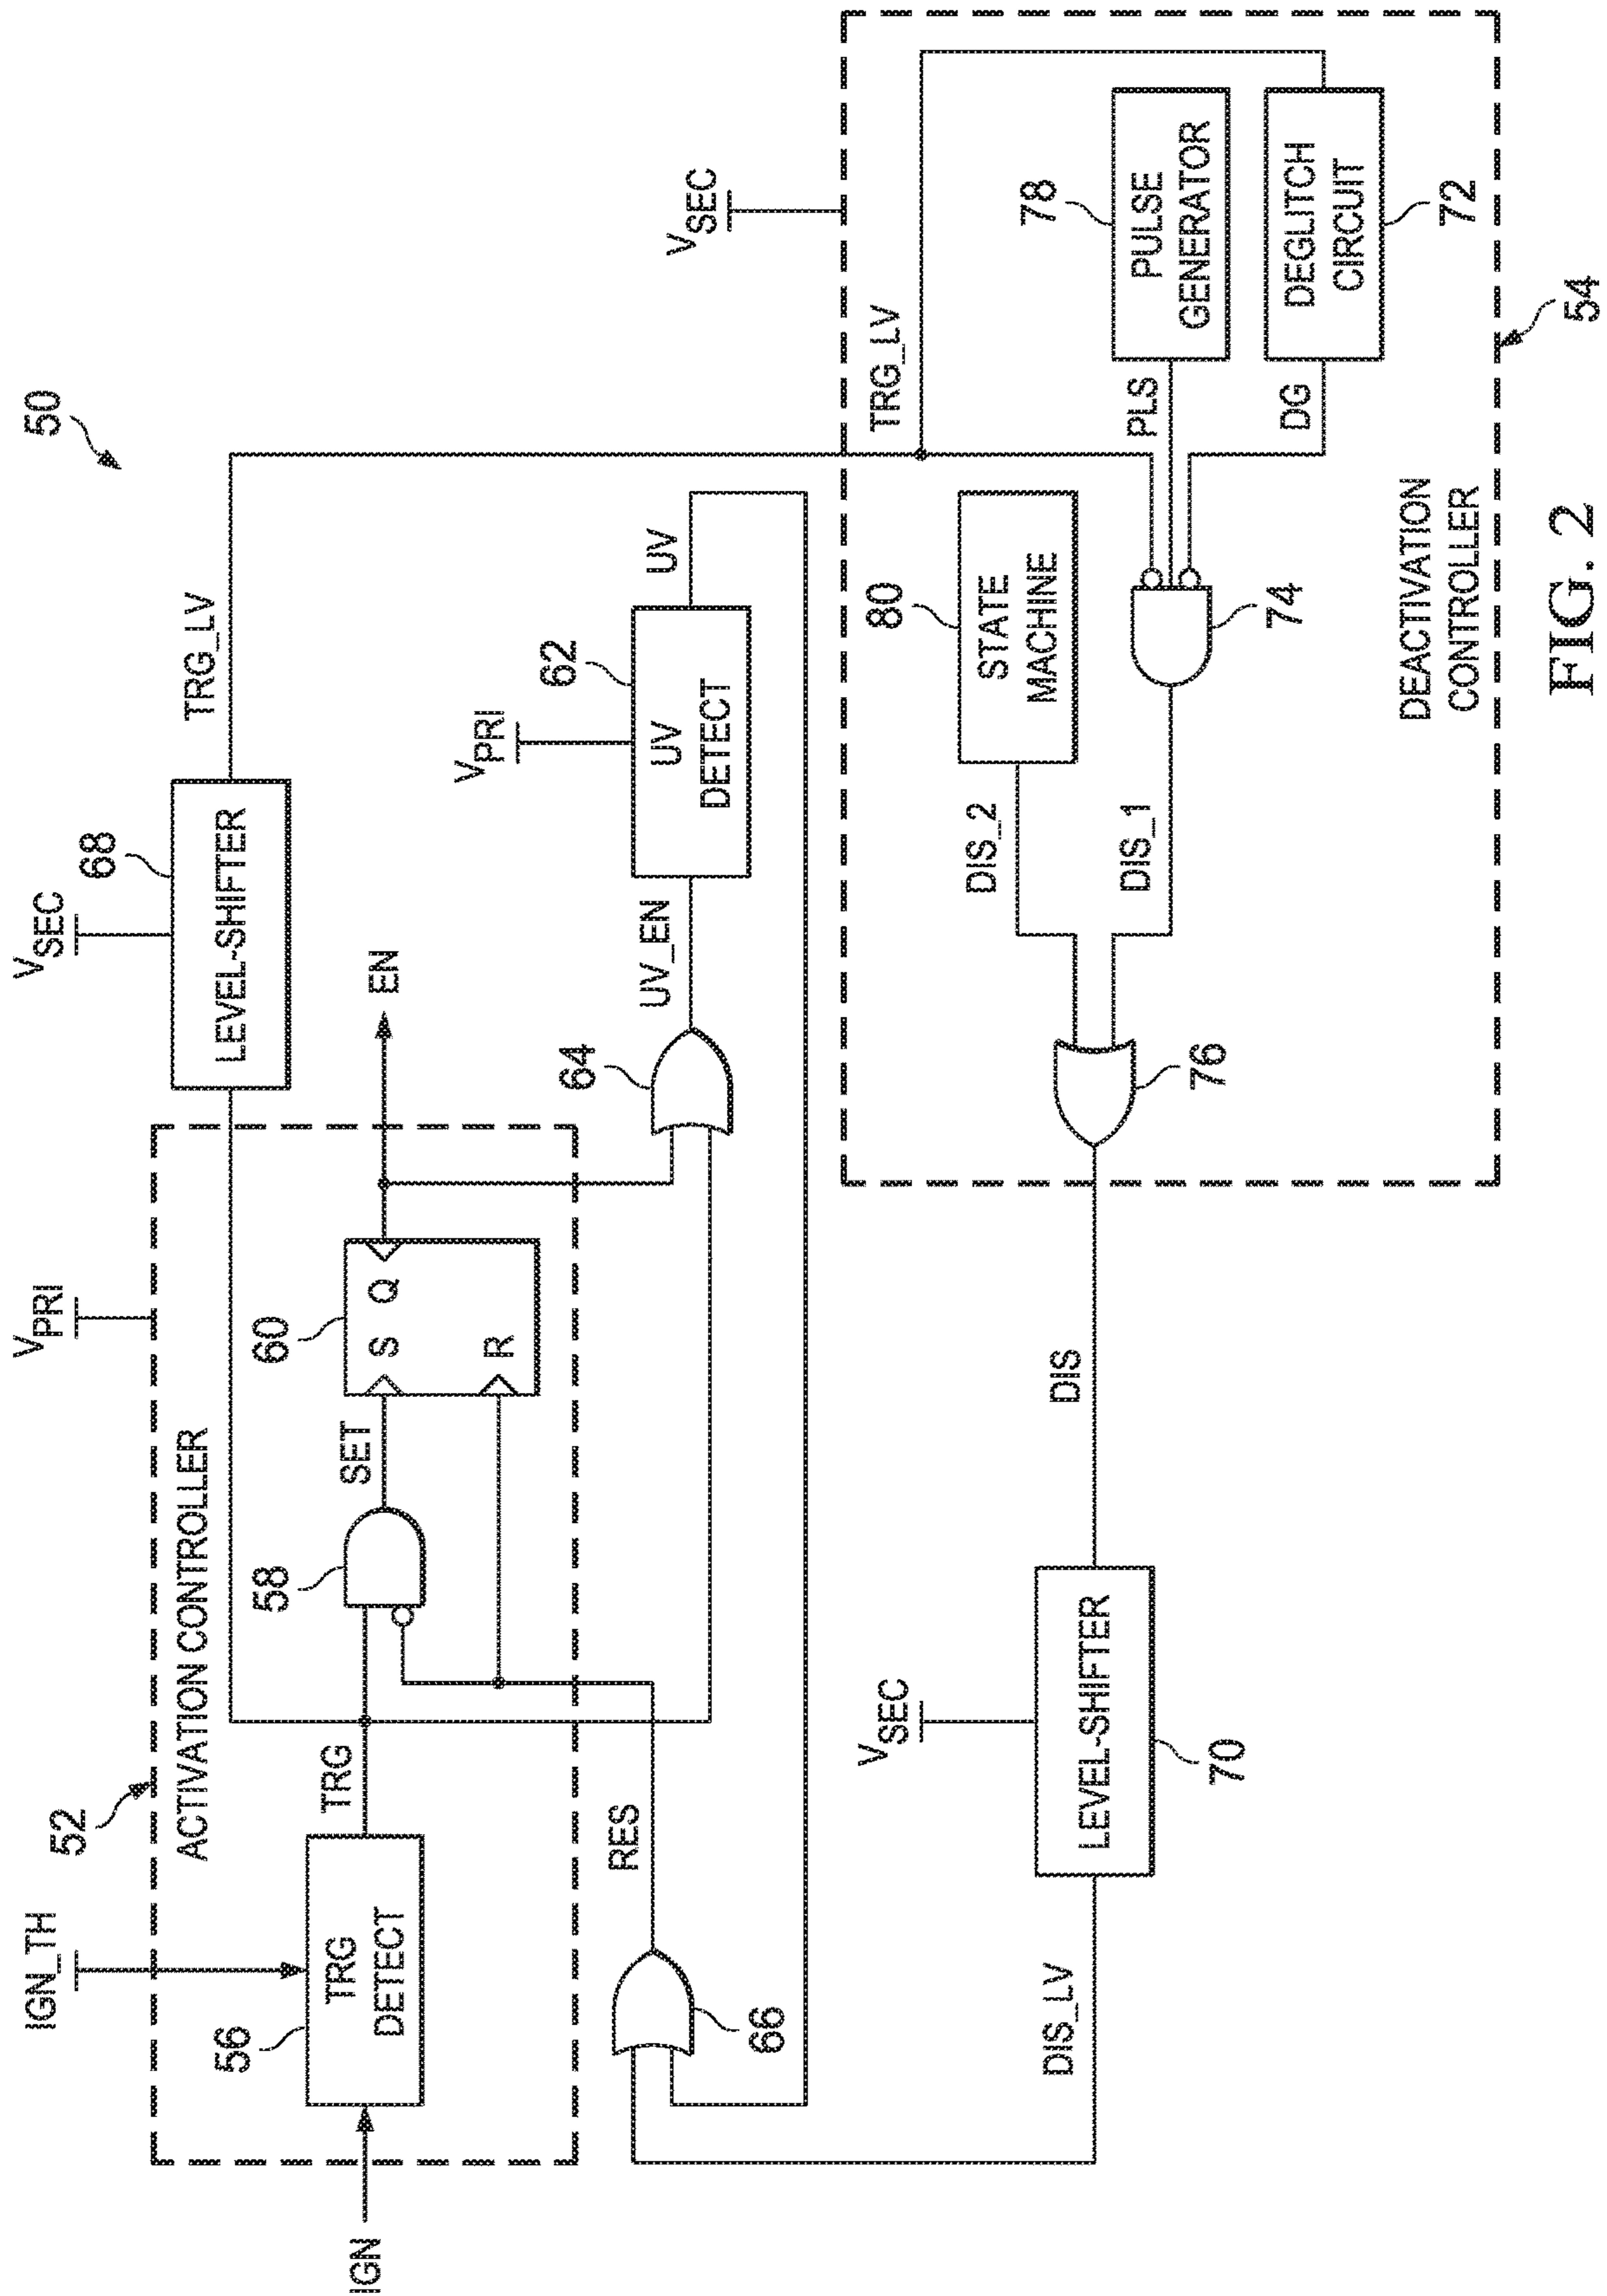 50
V_PRI
V_SEC
IGN_TH
52
ACTIVATION CONTROLLER
68
LEVEL-SHIFTER
TRG_LV
56
TRG
DETECT
IGN
TRG
58
SET
60
S
Q
R
EN
V_PRI
62
UV
DETECT
64
UV_EN
UV
RES
66
V_SEC
LEVEL-SHIFTER
70
DIS_LV
DIS
V_SEC
TRG_LV
80
STATE
MACHINE
78
PULSE
GENERATOR
PLS
DIS_2
DIS_1
76
74
DG
DEGLITCH
CIRCUIT
72
DEACTIVATION
CONTROLLER
54
FIG. 2